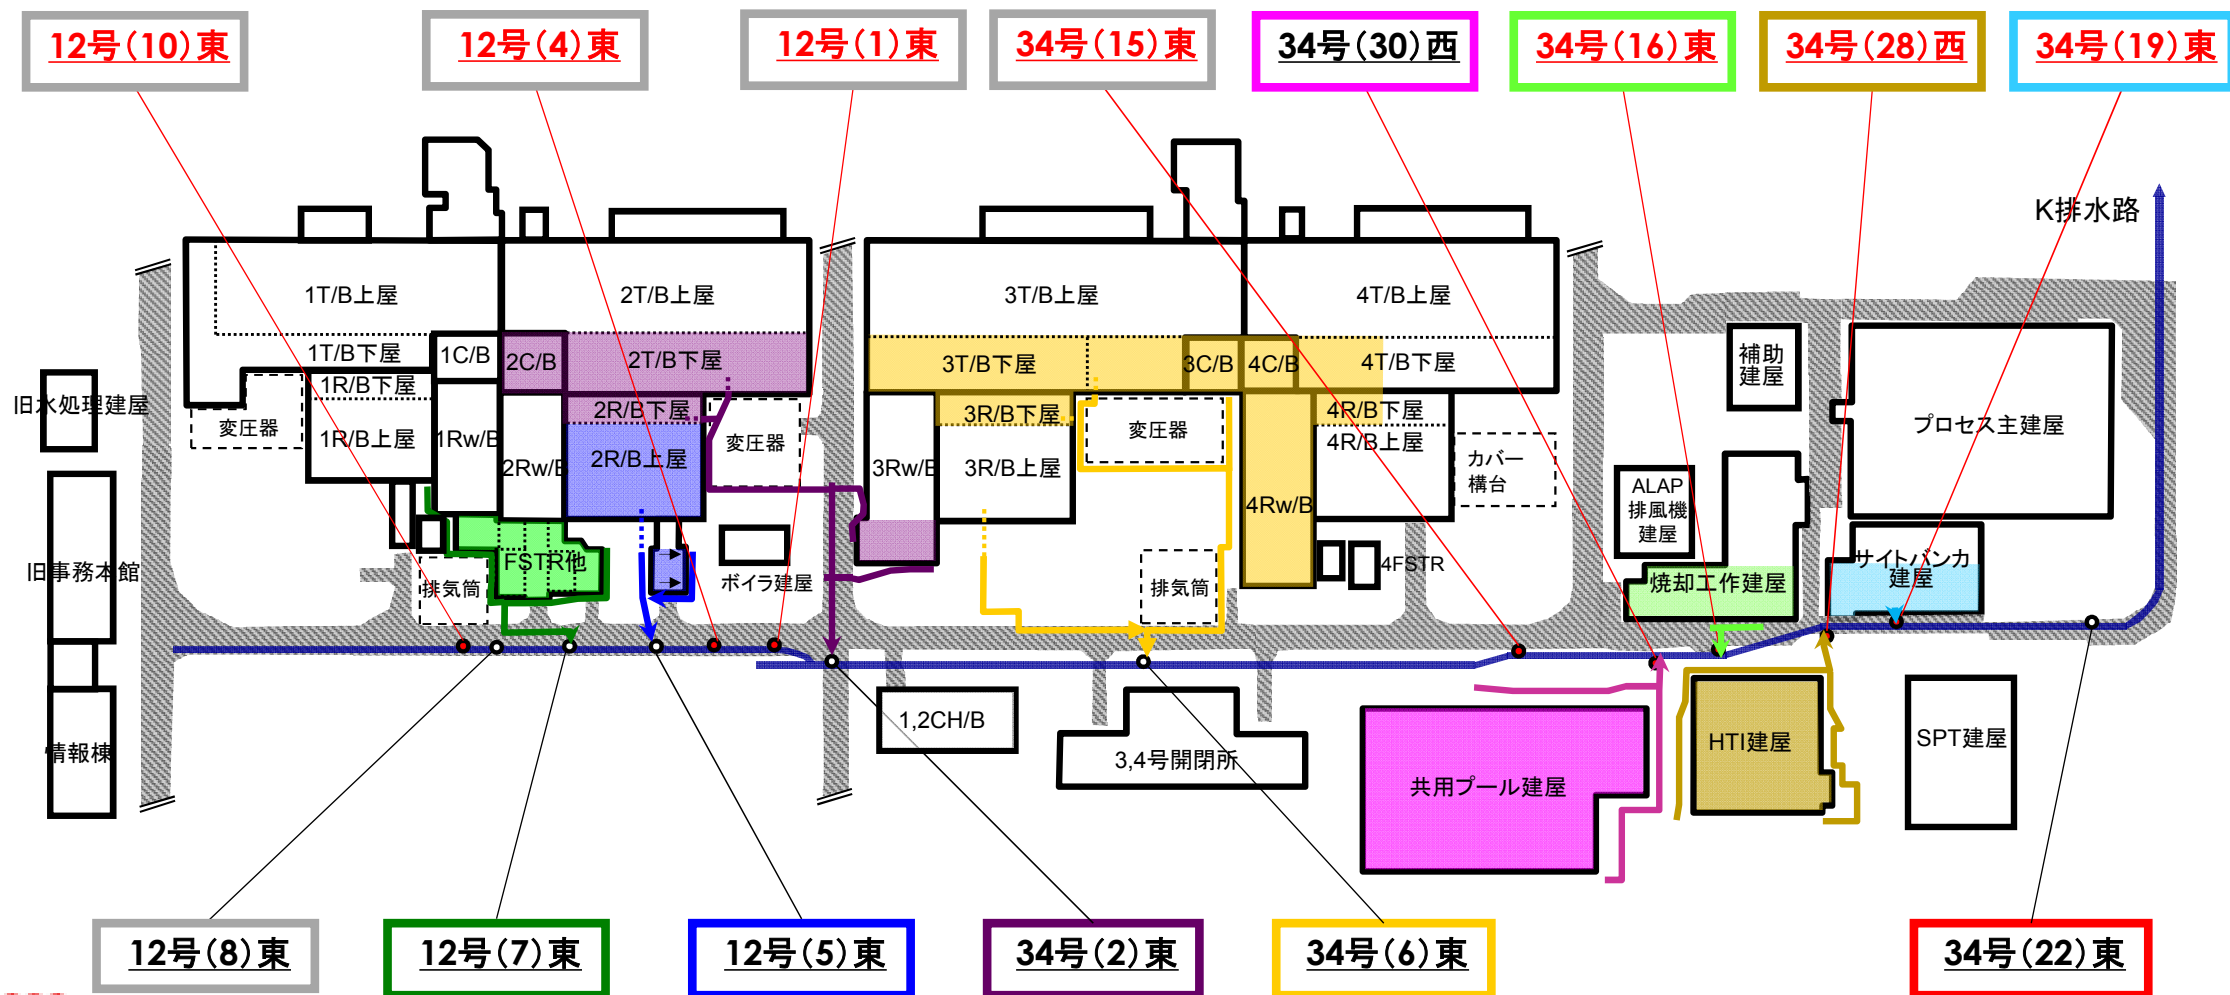 12号(10)東
12号(4)東
12号(1)東
34号(15)東
34号(30)西
34号(16)東
34号(28)西
34号(19)東
K排水路
1T/B上屋
2T/B上屋
3T/B上屋
4T/B上屋
1T/B下屋
1C/B
2C/B
2T/B下屋
3T/B下屋
3C/B
4C/B
4T/B下屋
補助
建屋
旧水処理建屋
変圧器
1R/B下屋
1R/B上屋
1Rw/B
2Rw/B
2R/B下屋
2R/B上屋
変圧器
3Rw/B
3R/B下屋
3R/B上屋
変圧器
4Rw/B
4R/B下屋
4R/B上屋
カバー
構台
プロセス主建屋
ALAP
排風機
建屋
旧事務本館
排気筒
FSTR他
ボイラ建屋
排気筒
4FSTR
焼却工作建屋
サイトバンカ
建屋
情報棟
1,2CH/B
3,4号開閉所
共用プール建屋
HTI建屋
SPT建屋
12号(8)東
12号(7)東
12号(5)東
34号(2)東
34号(6)東
34号(22)東